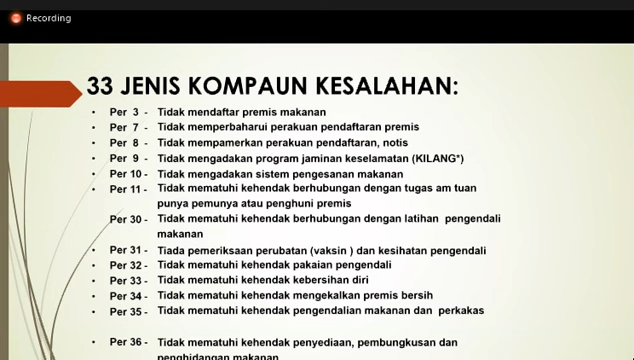 Recording
33 JENIS KOMPAUN KESALAHAN:
• Per 3 - Tidak mendaftar premis makanan
• Per 7 - Tidak memperbaharui perakuan pendaftaran premis
• Per 8 - Tidak mempamerkan perakuan pendaftaran, notis
• Per 9 - Tidak mengadakan program jaminan keselamatan (KILANG*)
• Per 10 - Tidak mengadakan sistem pengesanan makanan
• Per 11 - Tidak mematuhi kehendak berhubungan dengan tugas am tuan
punya pemunya atau penghuni premis
Per 30 - Tidak mematuhi kehendak berhubungan dengan latihan pengendali
makanan
• Per 31 - Tiada pemeriksaan perubatan (vaksin ) dan kesihatan pengendali
• Per 32 - Tidak mematuhi kehendak pakaian pengendali
• Per 33 - Tidak mematuhi kehendak kebersihan diri
• Per 34 - Tidak mematuhi kehendak mengekalkan premis bersih
• Per 35 - Tidak mematuhi kehendak pengendalian makanan dan perkakas
• Per 36 - Tidak mematuhi kehendak penyediaan, pembungkusan dan
penghidangan makanan